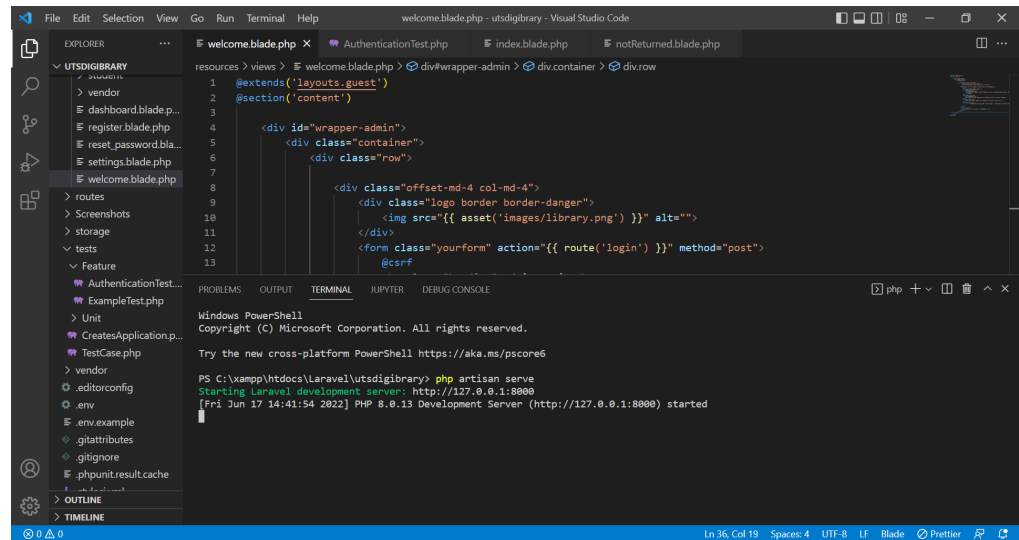 File Edit Selection View Go Run Terminal Help welcome.blade.php - utsdigibrary - Visual Studio Code
EXPLORER
UTSDIGIBRARY
student
vendor
dashboard.blade.p...
register.blade.php
reset_password.bla...
settings.blade.php
welcome.blade.php
routes
Screenshots
storage
tests
Feature
AuthenticationTest....
ExampleTest.php
Unit
CreatesApplication.p...
TestCase.php
vendor
.editorconfig
.env
.env.example
.gitattributes
.gitignore
.phpunit.result.cache
OUTLINE
TIMELINE
welcome.blade.php AuthenticationTest.php index.blade.php notReturned.blade.php
resources > views > welcome.blade.php > div#wrapper-admin > div.container > div.row
1 @extends('layouts.guest')
2 @section('content')
3
4 <div id="wrapper-admin">
5 <div class="container">
6 <div class="row">
7
8 <div class="offset-md-4 col-md-4">
9 <div class="logo border border-danger">
10 <img src="{{ asset('images/library.png') }}" alt="">
11 </div>
12 <form class="yourform" action="{{ route('login') }}" method="post">
13 @csrf
PROBLEMS OUTPUT TERMINAL JUPYTER DEBUG CONSOLE php
Windows PowerShell
Copyright (C) Microsoft Corporation. All rights reserved.
Try the new cross-platform PowerShell https://aka.ms/pscore6
PS C:\xampp\htdocs\Laravel\utsdigibrary> php artisan serve
Starting Laravel development server: http://127.0.0.1:8000
[Fri Jun 17 14:41:54 2022] PHP 8.0.13 Development Server (http://127.0.0.1:8000) started
0 0 Ln 36, Col 19 Spaces: 4 UTF-8 LF Blade Prettier